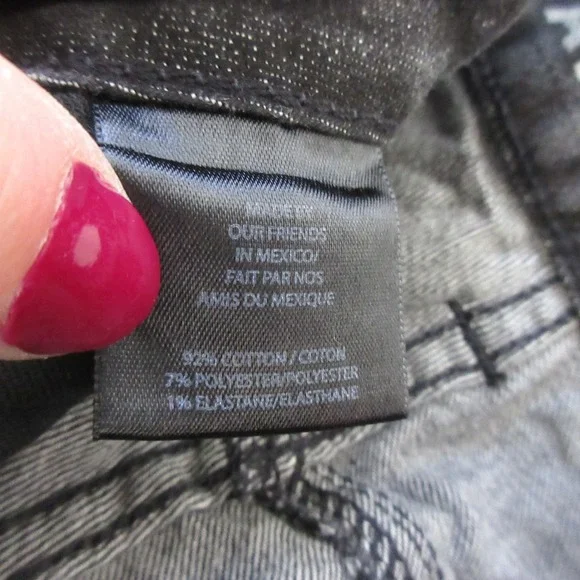 MADE BY
OUR FRIENDS
IN MEXICO/
FAIT PAR NOS
AMIS DU MEXIQUE
92% COTTON / COTON
7% POLYESTER/POLYESTER
1% ELASTANE/ELASTHANE